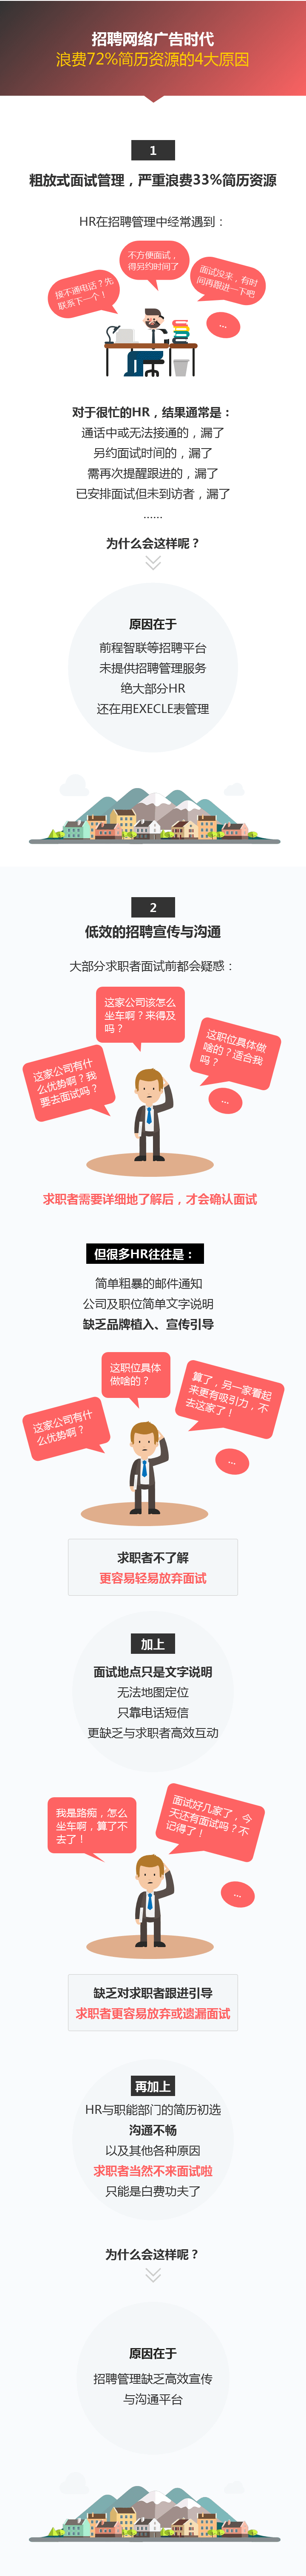 招聘网络广告时代
浪费72%简历资源的4大原因
1
粗放式面试管理，严重浪费33%简历资源
HR在招聘管理中经常遇到：
接不通电话？先
联系下一个！
不方便面试，
得另约时间了
面试没来，有时
间再跟进一下吧
...
对于很忙的HR，结果通常是：
通话中或无法接通的，漏了
另约面试时间的，漏了
需再次提醒跟进的，漏了
已安排面试但未到访者，漏了
......
为什么会这样呢？
原因在于
前程智联等招聘平台
未提供招聘管理服务
绝大部分HR
还在用EXECLE表管理
2
低效的招聘宣传与沟通
大部分求职者面试前都会疑惑：
这家公司该怎么
坐车啊？来得及
吗？
这家公司有什
么优势啊？我
要去面试吗？
这职位具体做
啥的？适合我
吗？
...
求职者需要详细地了解后，才会确认面试
但很多HR往往是：
简单粗暴的邮件通知
公司及职位简单文字说明
缺乏品牌植入、宣传引导
这职位具体
做啥的？
这家公司有什
么优势啊？
算了，另一家看起
来更有吸引力，不
去这家了！
...
求职者不了解
更容易轻易放弃面试
加上
面试地点只是文字说明
无法地图定位
只靠电话短信
更缺乏与求职者高效互动
我是路痴，怎么
坐车啊，算了不
去了！
面试好几家了，今
天还有面试吗？不
记得了！
...
缺乏对求职者跟进引导
求职者更容易放弃或遗漏面试
再加上
HR与职能部门的简历初选
沟通不畅
以及其他各种原因
求职者当然不来面试啦
只能是白费功夫了
为什么会这样呢？
原因在于
招聘管理缺乏高效宣传
与沟通平台